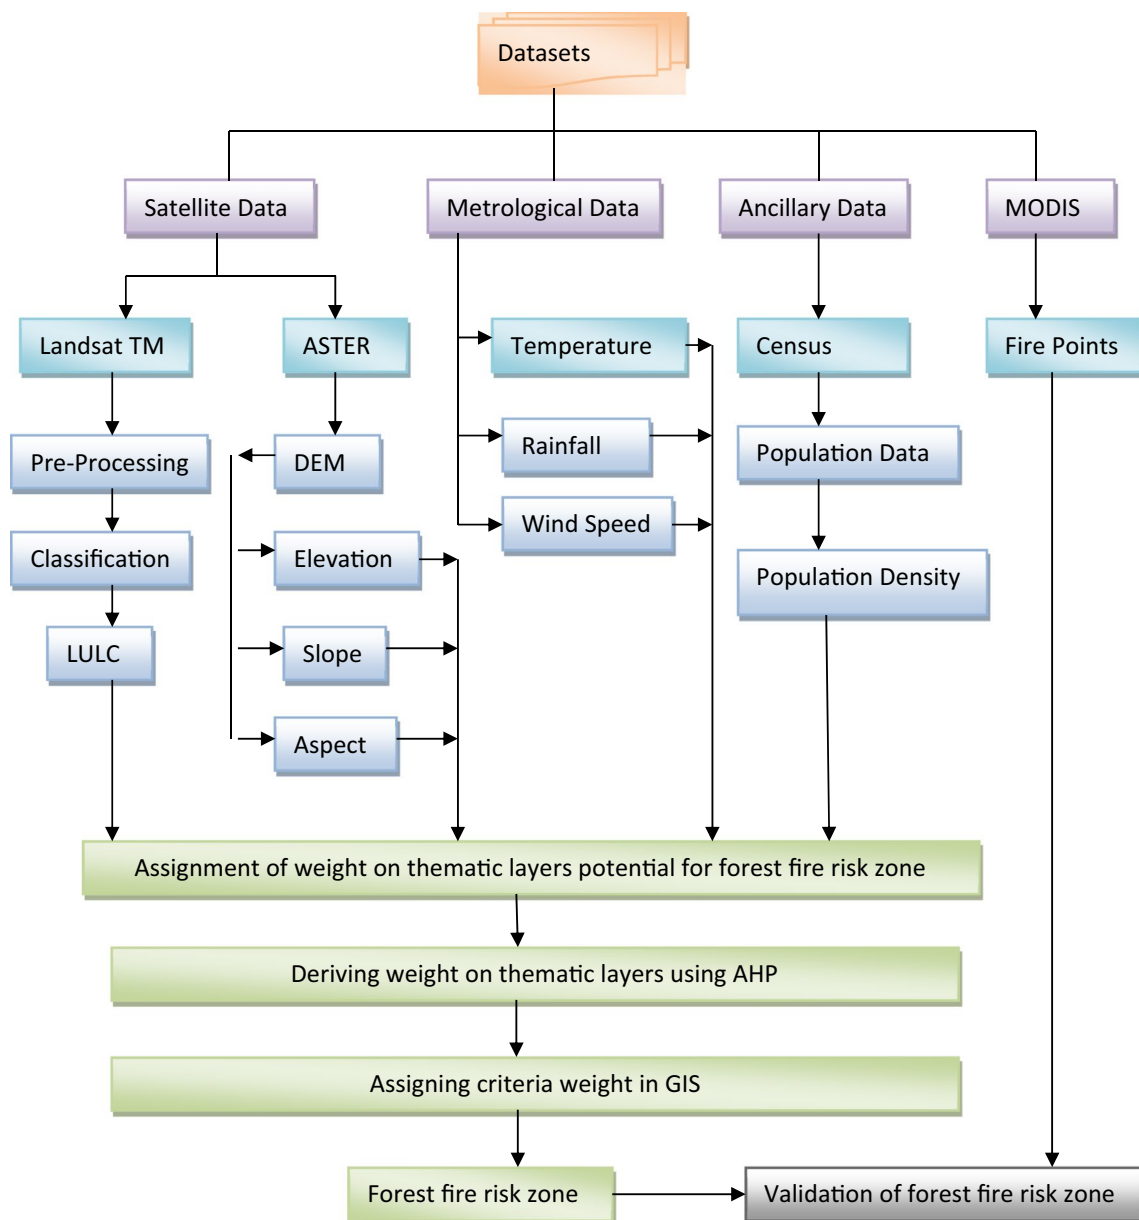 Datasets
Satellite Data
Metrological Data
Ancillary Data
MODIS
Landsat TM
ASTER
Temperature
Census
Fire Points
Pre-Processing
DEM
Rainfall
Population Data
Classification
Elevation
Wind Speed
Population Density
LULC
Slope
Aspect
Assignment of weight on thematic layers potential for forest fire risk zone
Deriving weight on thematic layers using AHP
Assigning criteria weight in GIS
Forest fire risk zone
Validation of forest fire risk zone